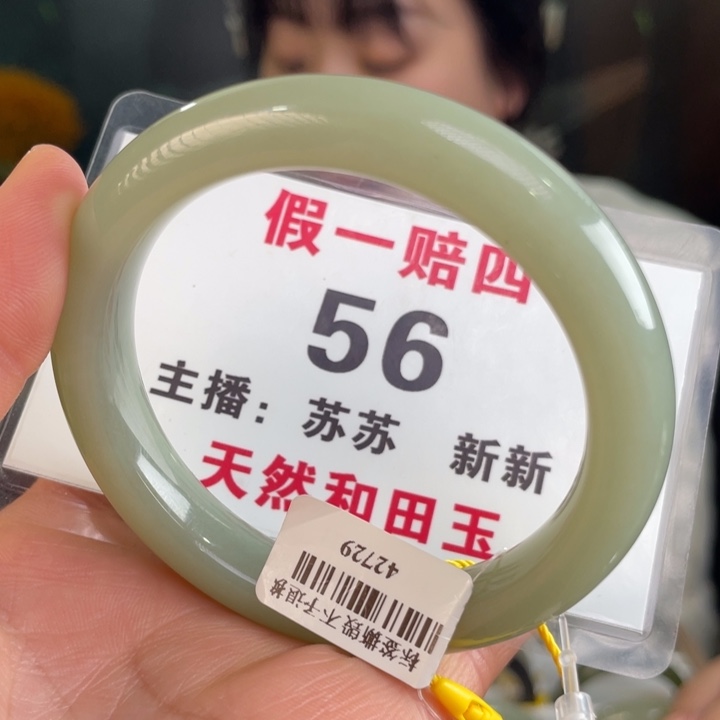 假一赔四
56
主播：苏苏 新新
天然和田玉
42729
标签撕毁 不予退换